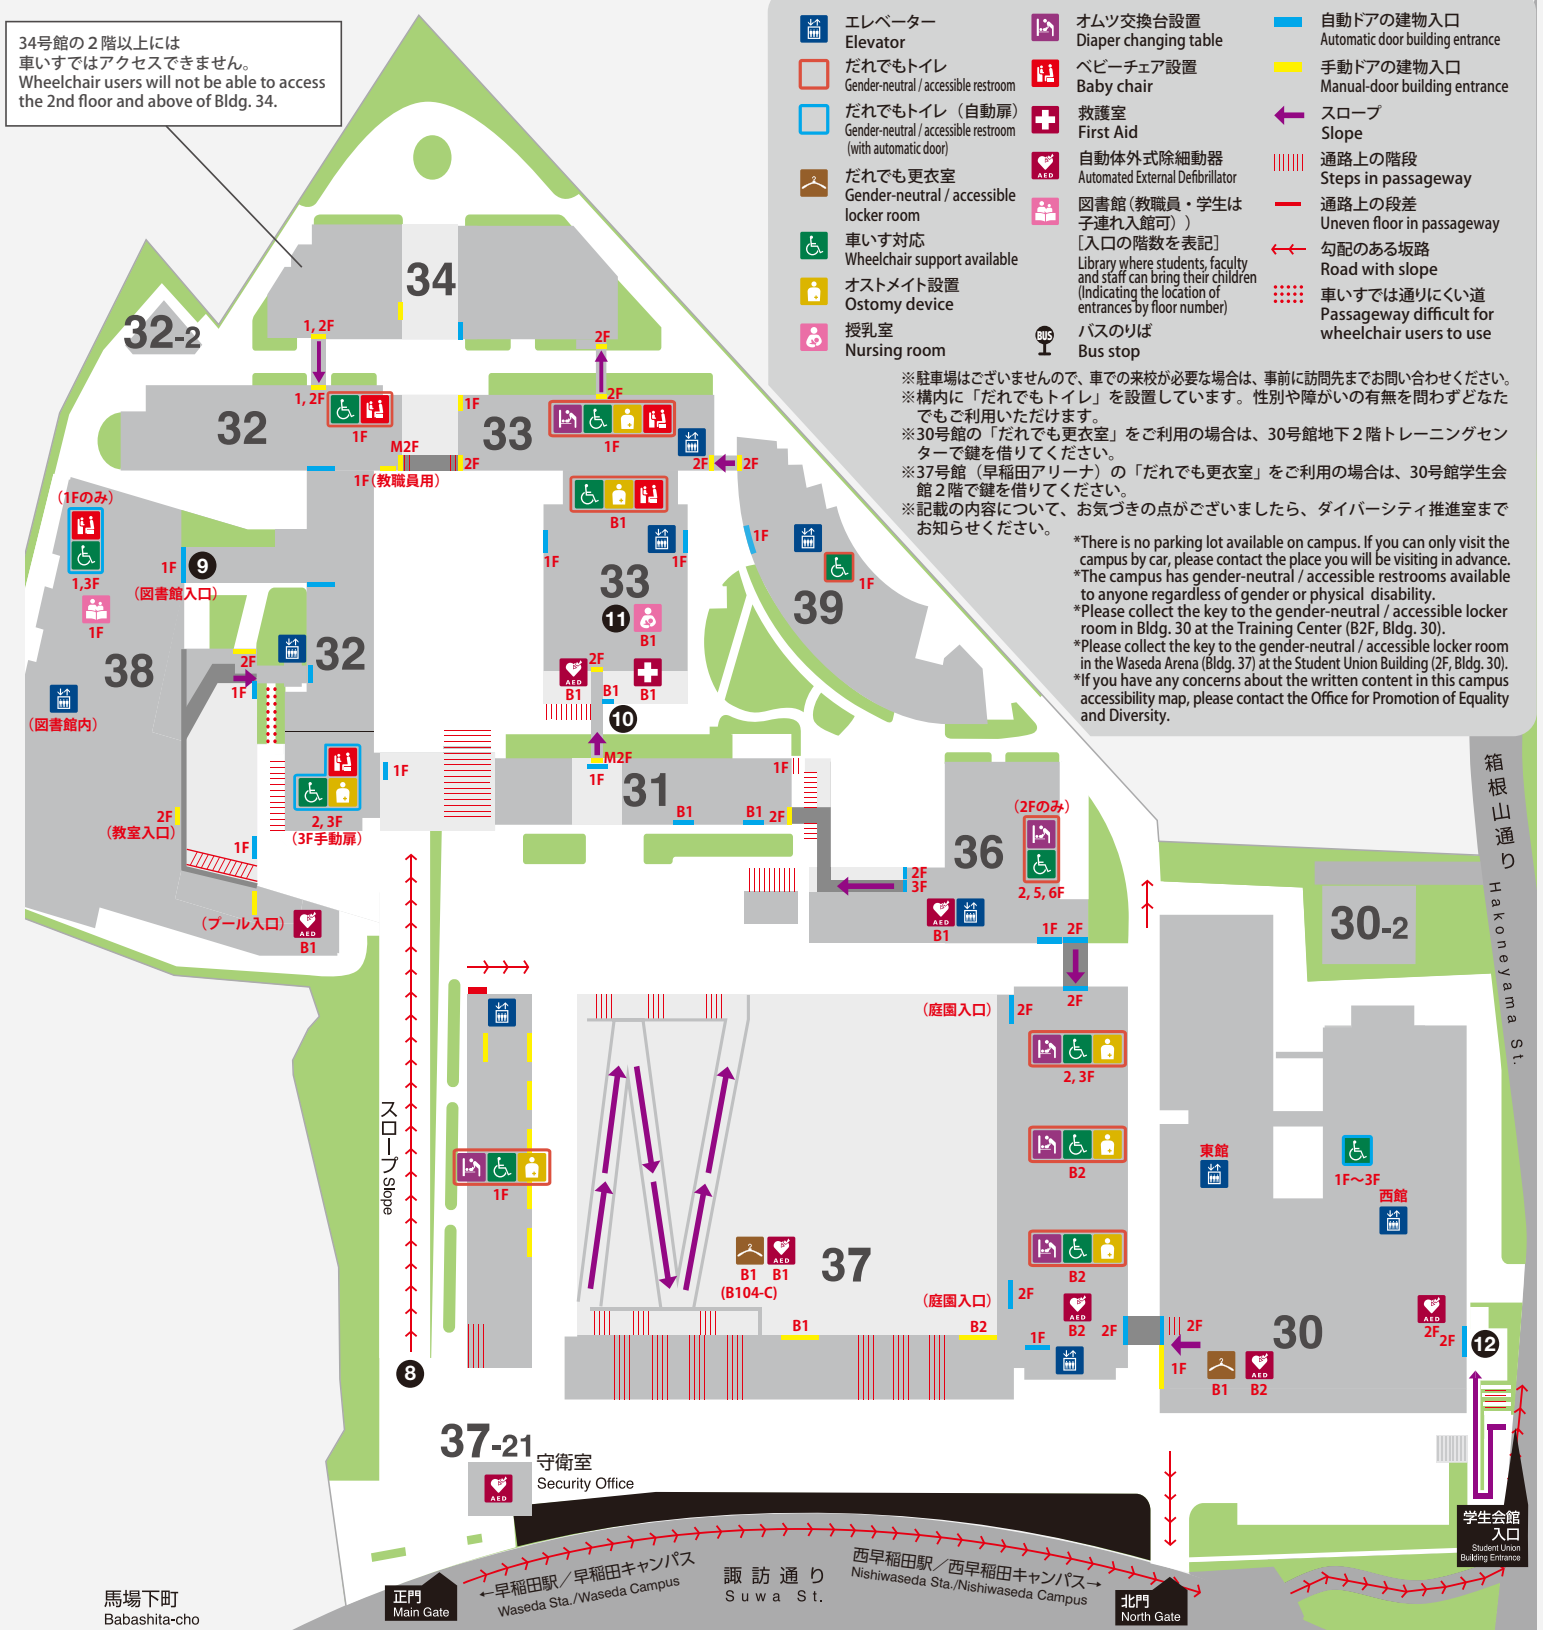 34号館の２階以上には
車いすではアクセスできません。
Wheelchair users will not be able to access
the 2nd floor and above of Bldg. 34.
エレベーター
Elevator
だれでもトイレ
Gender-neutral / accessible restroom
だれでもトイレ（自動扉）
Gender-neutral / accessible restroom
(with automatic door)
だれでも更衣室
Gender-neutral / accessible
locker room
車いす対応
Wheelchair support available
オストメイト設置
Ostomy device
授乳室
Nursing room
オムツ交換台設置
Diaper changing table
ベビーチェア設置
Baby chair
救護室
First Aid
AED
自動体外式除細動器
Automated External Defibrillator
図書館（教職員・学生は
子連れ入館可））
［入口の階数を表記］
Library where students, faculty
and staff can bring their children
(Indicating the location of
entrances by floor number)
BUS
バスのりば
Bus stop
自動ドアの建物入口
Automatic door building entrance
手動ドアの建物入口
Manual-door building entrance
スロープ
Slope
通路上の階段
Steps in passageway
通路上の段差
Uneven floor in passageway
勾配のある坂路
Road with slope
車いすでは通りにくい道
Passageway difficult for
wheelchair users to use
※駐車場はございませんので、車での来校が必要な場合は、事前に訪問先までお問い合わせください。
※構内に「だれでもトイレ」を設置しています。性別や障がいの有無を問わずどなた
でもご利用いただけます。
※30号館の「だれでも更衣室」をご利用の場合は、30号館地下２階トレーニングセン
ターで鍵を借りてください。
※37号館（早稲田アリーナ）の「だれでも更衣室」をご利用の場合は、30号館学生会
館２階で鍵を借りてください。
※記載の内容について、お気づきの点がございましたら、ダイバーシティ推進室まで
お知らせください。
*There is no parking lot available on campus. If you can only visit the
campus by car, please contact the place you will be visiting in advance.
*The campus has gender-neutral / accessible restrooms available
to anyone regardless of gender or physical disability.
*Please collect the key to the gender-neutral / accessible locker
room in Bldg. 30 at the Training Center (B2F, Bldg. 30).
*Please collect the key to the gender-neutral / accessible locker room
in the Waseda Arena (Bldg. 37) at the Student Union Building (2F, Bldg. 30).
*If you have any concerns about the written content in this campus
accessibility map, please contact the Office for Promotion of Equality
and Diversity.
34
32-2
1, 2F
2F
1, 2F
2F
32
1F
1F
33
1F
M2F
2F
2F
2F
1F（教職員用）
（1Fのみ）
1,3F
1F
1F
9
（図書館入口）
38
（図書館内）
2F
1F
32
B1
1F
1F
33
11
B1
2F
AED
B1
B1
B1
10
1F
1F
39
2, 3F
（3F手動扉）
1F
M2F
1F
31
1F
B1
B1
2F
2F
（教室入口）
1F
（プール入口）
AED
B1
36
（2Fのみ）
2, 5, 6F
2F
3F
AED
B1
1F
2F
2F
30-2
箱根山通り
Hakoneyama St.
スロープ Slope
8
1F
（庭園入口）
2F
2, 3F
B2
B2
AED
B2
B1
AED
B1
(B104-C)
37
（庭園入口）
2F
1F
B1
B2
2F
2F
1F
東館
1F～3F
西館
30
B1
AED
B2
AED
2F
2F
12
37-21
AED
守衛室
Security Office
学生会館
入口
Student Union
Building Entrance
馬場下町
Babashita-cho
正門
Main Gate
←早稲田駅／早稲田キャンパス
Waseda Sta./Waseda Campus
諏訪通り
Suwa St.
西早稲田駅／西早稲田キャンパス→
Nishiwaseda Sta./Nishiwaseda Campus
北門
North Gate